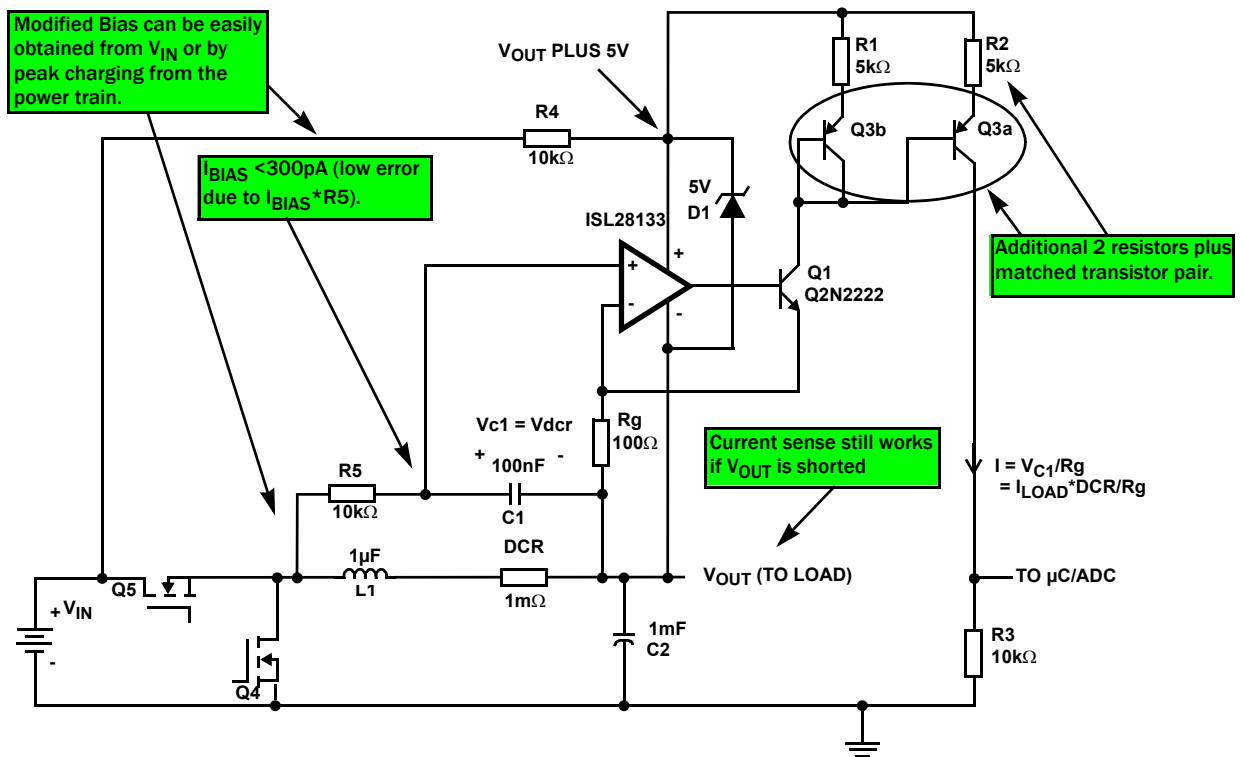 Modified Bias can be easily
obtained from VIN or by
peak charging from the
power train.
VOUT PLUS 5V
R1
5kΩ
R2
5kΩ
R4
10kΩ
Q3b
Q3a
IBIAS <300pA (low error
due to IBIAS*R5).
5V
D1
ISL28133
+
+
-
-
Q1
Q2N2222
Additional 2 resistors plus
matched transistor pair.
Vc1 = Vdcr
+ 100nF -
C1
Rg
100Ω
Current sense still works
if VOUT is shorted
I = VC1/Rg
= ILOAD*DCR/Rg
R5
10kΩ
1µF
L1
DCR
1mΩ
VOUT (TO LOAD)
TO µC/ADC
Q5
+ VIN
-
Q4
1mF
C2
R3
10kΩ